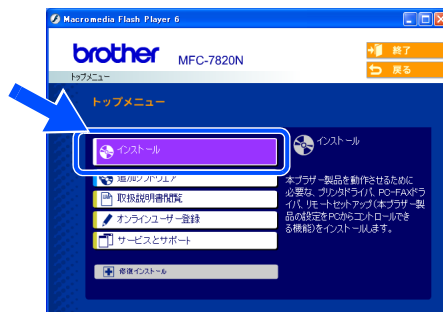 Macromedia Flash Player 6
brother
MFC-7820N
終了
戻る
トップメニュー
トップメニュー
インストール
追加ソフトウエア
取扱説明書閲覧
オンラインユーザー登録
サービスとサポート
修復インストール
インストール
本ブラザー製品を動作させるために
必要な、プリンタドライバ、PC-FAXドラ
イバ、リモートセットアップ(本ブラザー製
品の設定をPCからコントロールでき
る機能)をインストールします。